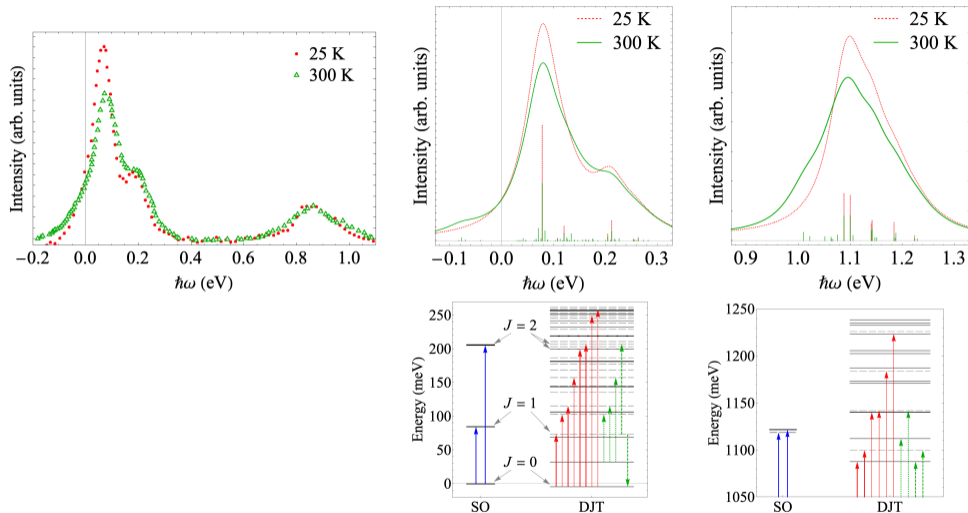 Intensity (arb. units)
25 K
300 K
−0.2 0.0 0.2 0.4 0.6 0.8 1.0
ℏω (eV)
Intensity (arb. units)
25 K
300 K
−0.1 0.0 0.1 0.2 0.3
ℏω (eV)
Intensity (arb. units)
25 K
300 K
0.9 1.0 1.1 1.2 1.3
ℏω (eV)
Energy (meV)
250
200
150
100
50
0
J = 2
J = 1
J = 0
SO DJT
Energy (meV)
1250
1200
1150
1100
1050
SO DJT